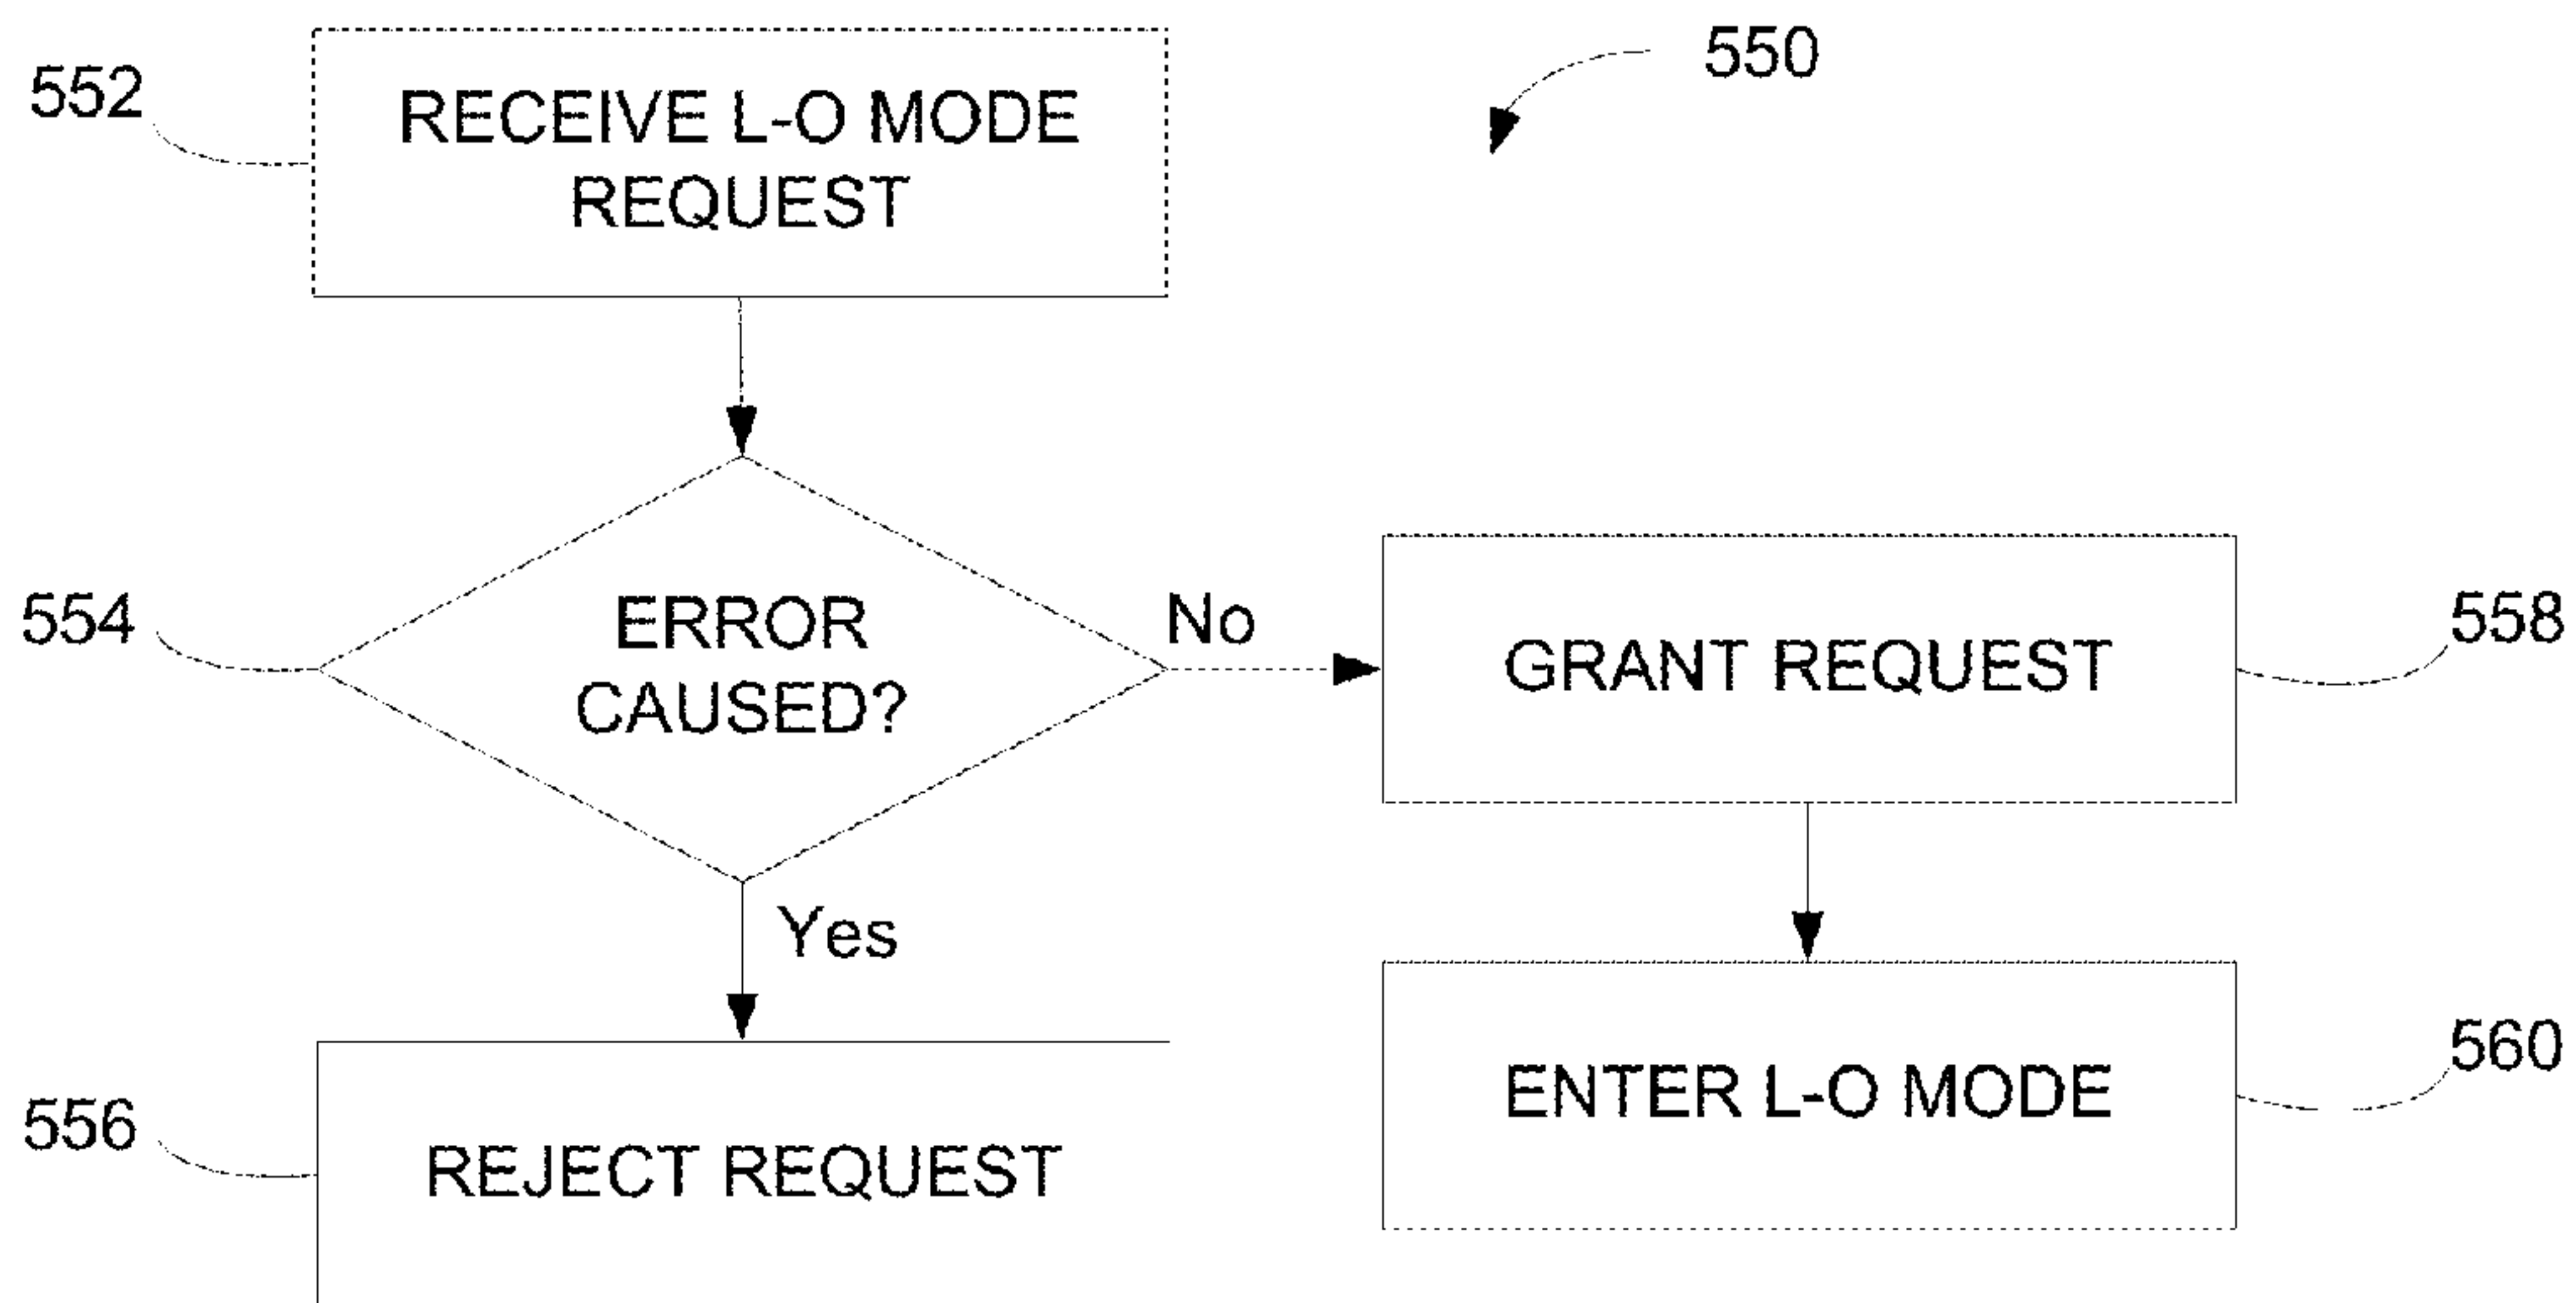 550
552
RECEIVE L-O MODE
REQUEST
554
ERROR
CAUSED?
No
GRANT REQUEST
558
Yes
556
REJECT REQUEST
ENTER L-O MODE
560